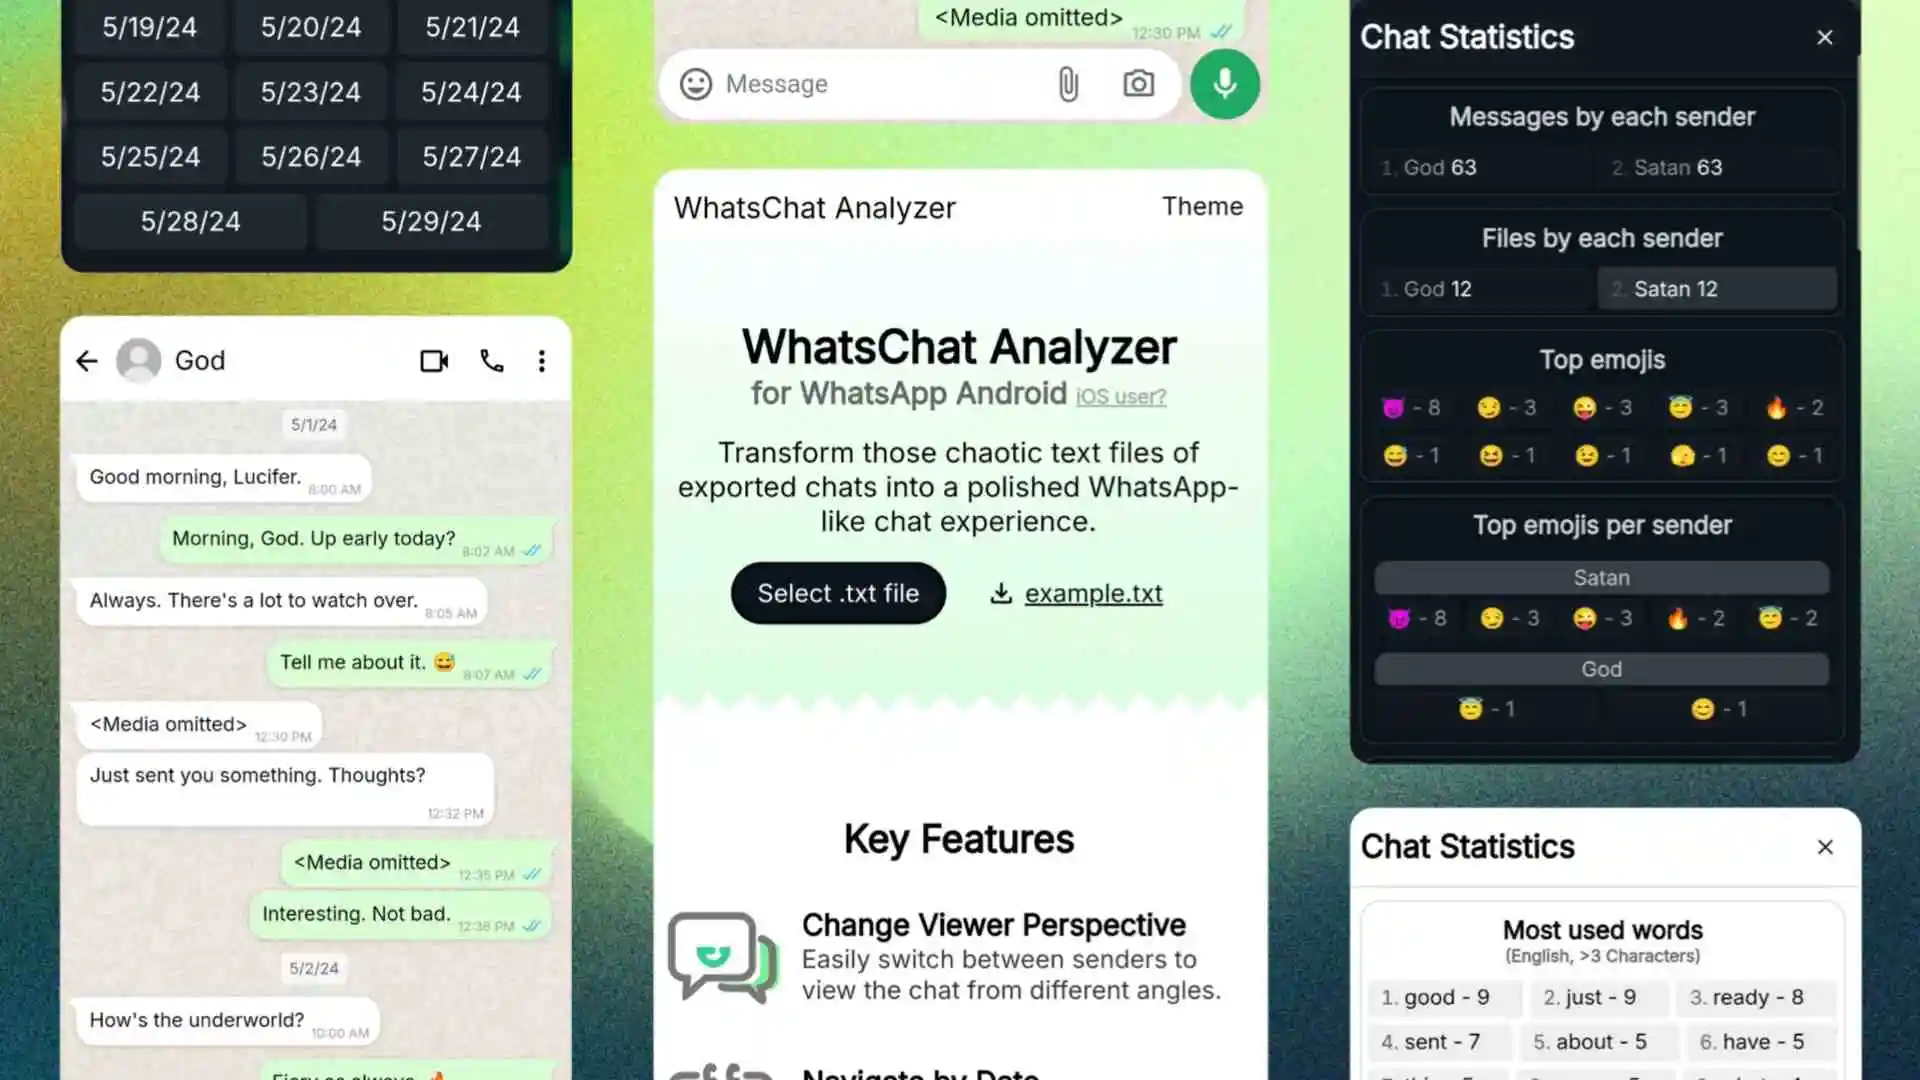 5/19/24 5/20/24 5/21/24
5/22/24 5/23/24 5/24/24
5/25/24 5/26/24 5/27/24
5/28/24 5/29/24
God
5/1/24
Good morning, Lucifer. 8:00 AM
Morning, God. Up early today? 8:02 AM
Always. There's a lot to watch over. 8:05 AM
Tell me about it. 😅 8:07 AM
<Media omitted> 12:30 PM
Just sent you something. Thoughts?
12:32 PM
<Media omitted> 12:35 PM
Interesting. Not bad. 12:36 PM
5/2/24
How's the underworld? 10:00 AM
Fiery as always. 🔥
<Media omitted> 12:30 PM
Message
WhatsChat Analyzer Theme
WhatsChat Analyzer
for WhatsApp Android iOS user?
Transform those chaotic text files of
exported chats into a polished WhatsApp-
like chat experience.
Select .txt file example.txt
Key Features
Change Viewer Perspective
Easily switch between senders to
view the chat from different angles.
Navigate by Date
Chat Statistics
Messages by each sender
1. God 63 2. Satan 63
Files by each sender
1. God 12 2. Satan 12
Top emojis
😈 - 8 😏 - 3 😜 - 3 😇 - 3 🔥 - 2
😅 - 1 😆 - 1 😉 - 1 🫣 - 1 😊 - 1
Top emojis per sender
Satan
😈 - 8 😏 - 3 😜 - 3 🔥 - 2 😇 - 2
God
😇 - 1 😊 - 1
Chat Statistics
Most used words
(English, >3 Characters)
1. good - 9 2. just - 9 3. ready - 8
4. sent - 7 5. about - 5 6. have - 5